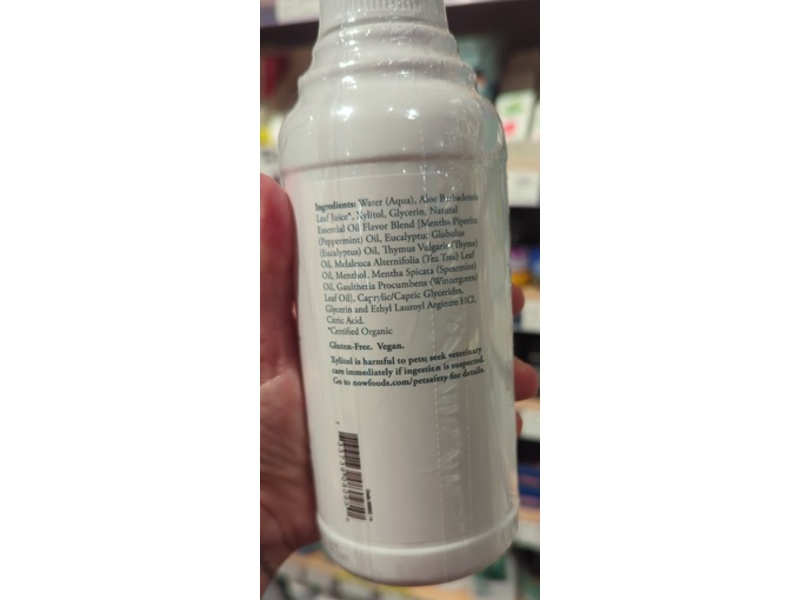 Ingredients: Water (Aqua), Aloe Barbadensis
Leaf Juice*, Xylitol, Glycerin, Natural
Essential Oil Flavor Blend [Mentha Piperita
(Peppermint) Oil, Eucalyptus Globulus
(Eucalyptus) Oil, Thymus Vulgaris (Thyme)
Oil, Melaleuca Alternifolia (Tea Tree) Leaf
Oil, Menthol, Mentha Spicata (Spearmint)
Oil, Gaultheria Procumbens (Wintergreen)
Leaf Oil], Caprylic/Capric Glycerides,
Glycerin and Ethyl Lauroyl Arginine HCl,
Citric Acid.
*Certified Organic
Gluten-Free. Vegan.
Xylitol is harmful to pets; seek veterinary
care immediately if ingestion is suspected.
Go to nowfoods.com/petsafety for details.